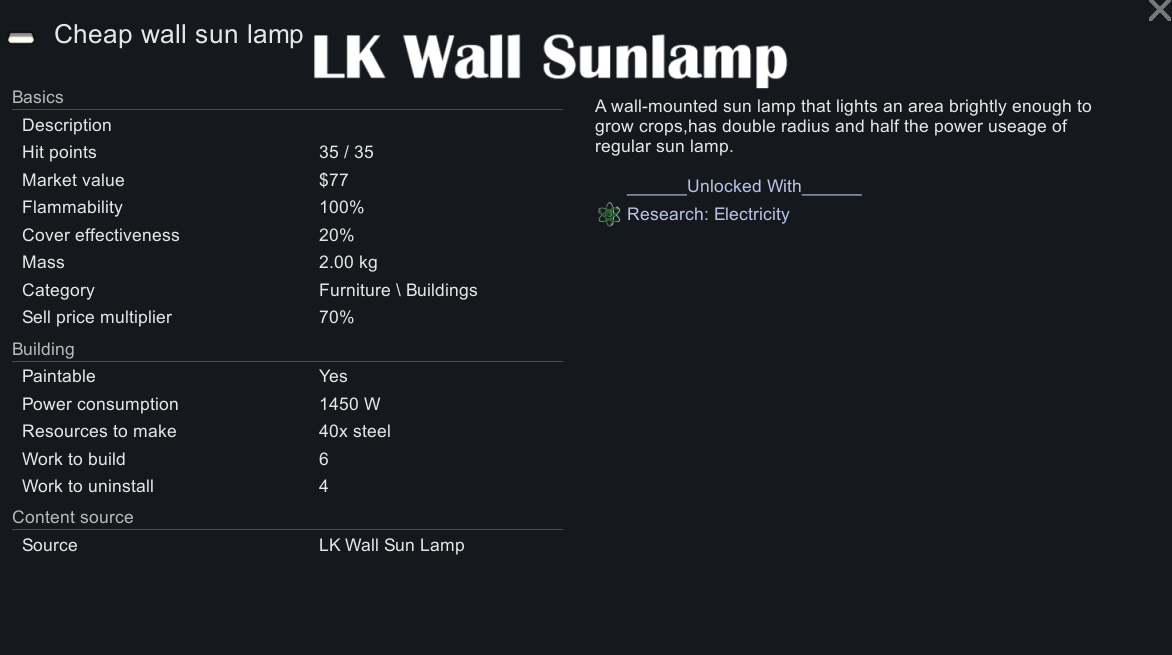 Cheap wall sun lamp
LK Wall Sunlamp
Basics
Description
Hit points 35 / 35
Market value $77
Flammability 100%
Cover effectiveness 20%
Mass 2.00 kg
Category Furniture \ Buildings
Sell price multiplier 70%
Building
Paintable Yes
Power consumption 1450 W
Resources to make 40x steel
Work to build 6
Work to uninstall 4
Content source
Source LK Wall Sun Lamp
A wall-mounted sun lamp that lights an area brightly enough to
grow crops,has double radius and half the power useage of
regular sun lamp.
______Unlocked With______
Research: Electricity